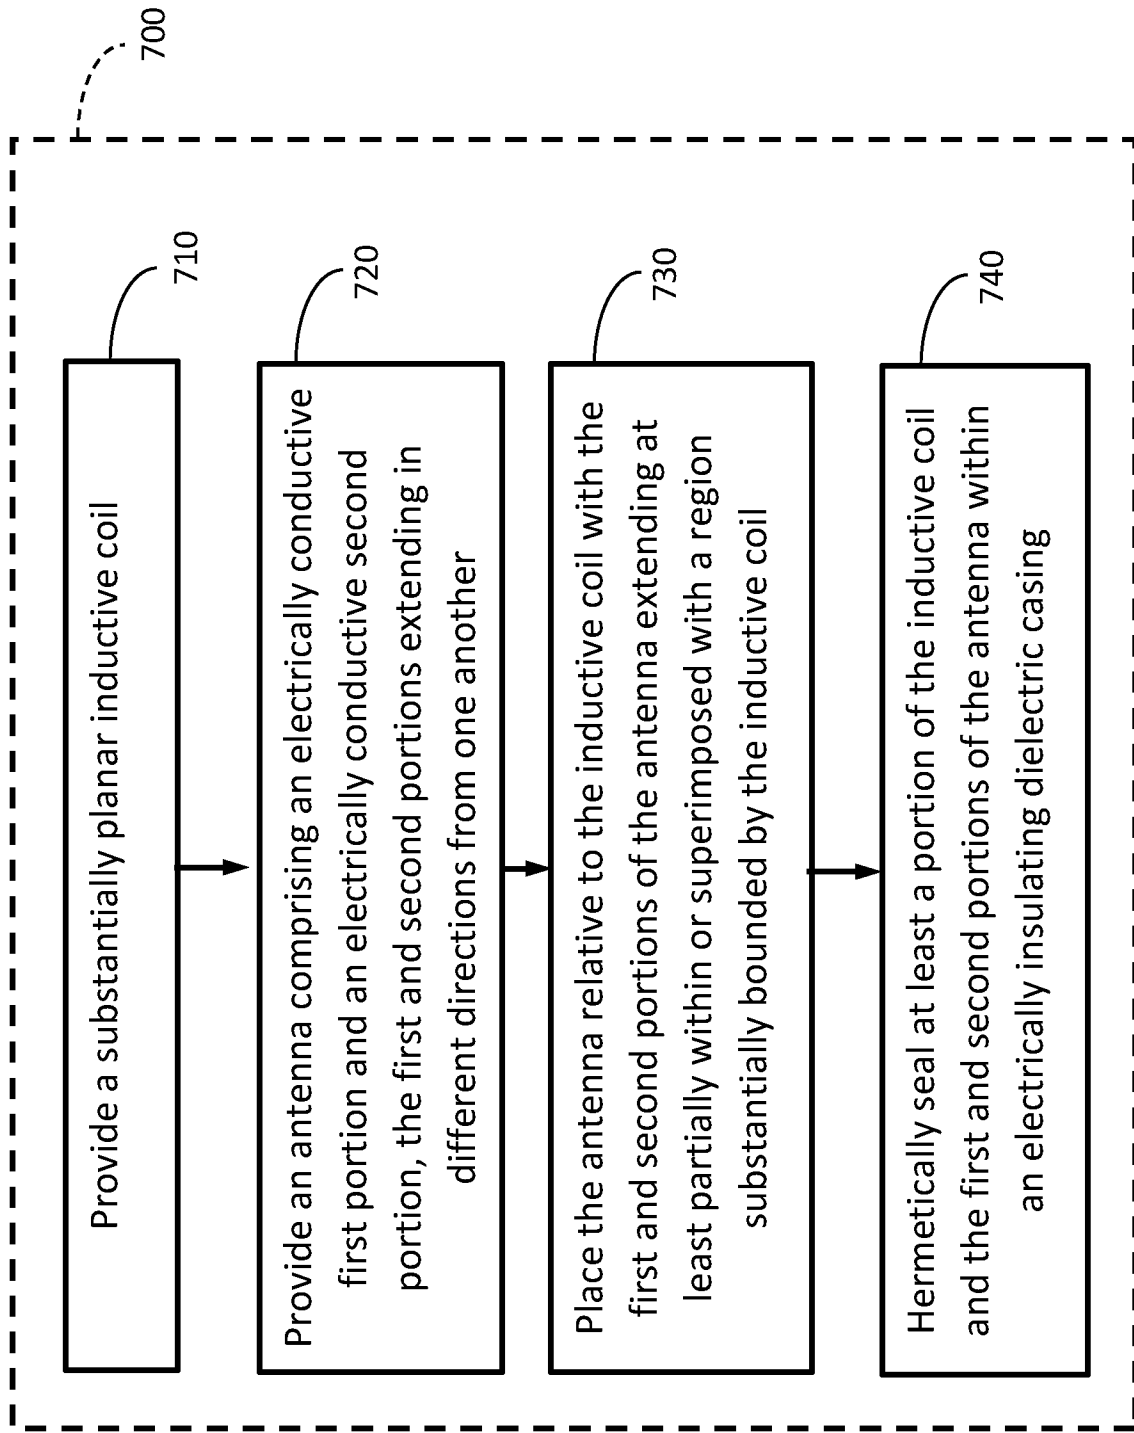 700
710
Provide a substantially planar inductive coil
720
Provide an antenna comprising an electrically conductive
first portion and an electrically conductive second
portion, the first and second portions extending in
different directions from one another
730
Place the antenna relative to the inductive coil with the
first and second portions of the antenna extending at
least partially within or superimposed with a region
substantially bounded by the inductive coil
740
Hermetically seal at least a portion of the inductive coil
and the first and second portions of the antenna within
an electrically insulating dielectric casing